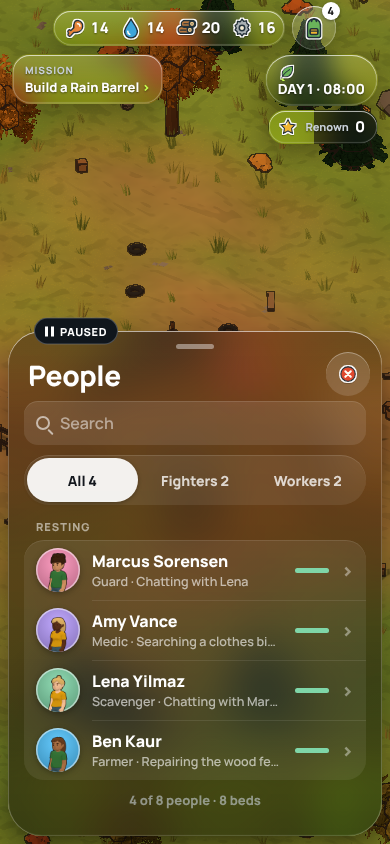 14 14 20 16
4
MISSION
Build a Rain Barrel ›
DAY 1 · 08:00
Renown 0
PAUSED
People
Search
All 4 Fighters 2 Workers 2
RESTING
Marcus Sorensen
Guard · Chatting with Lena
Amy Vance
Medic · Searching a clothes bi...
Lena Yilmaz
Scavenger · Chatting with Mar...
Ben Kaur
Farmer · Repairing the wood fe...
4 of 8 people · 8 beds